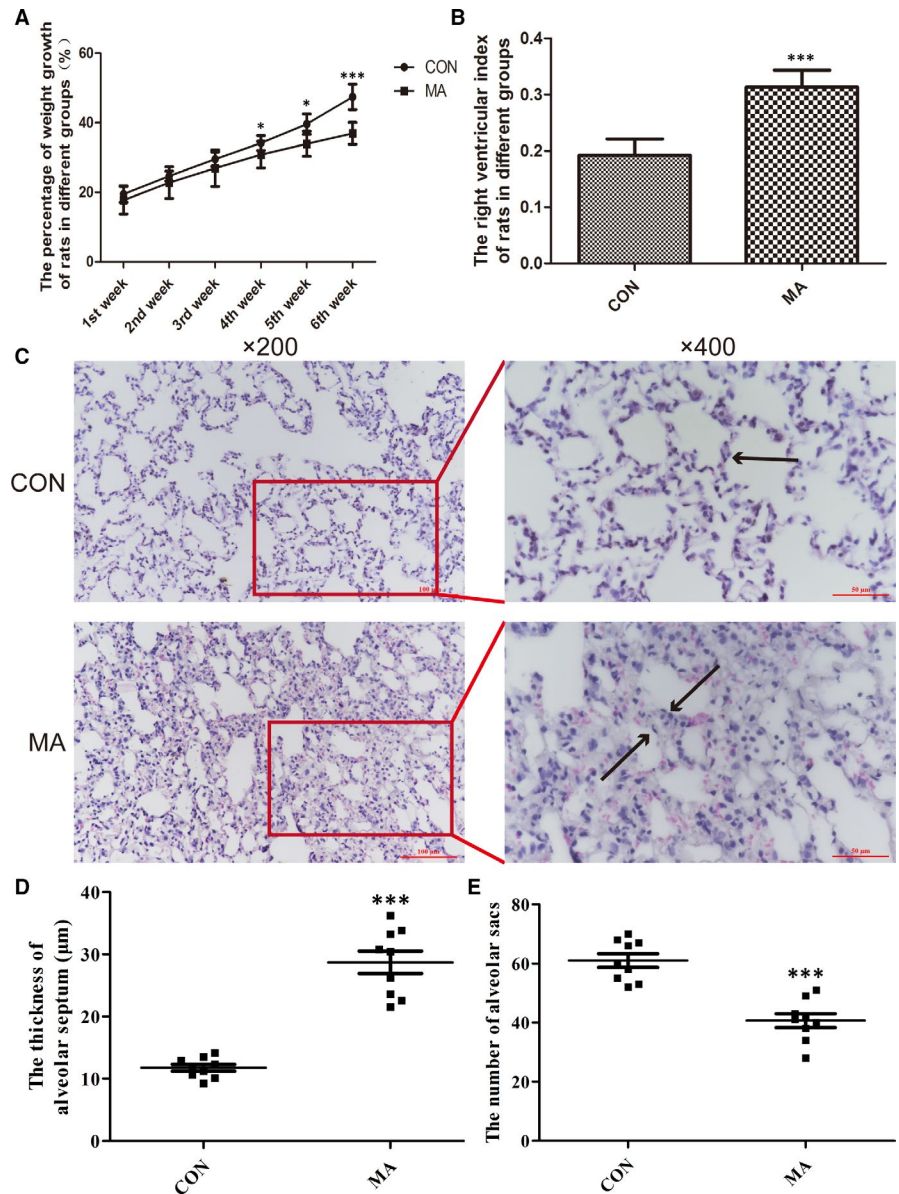 A
The percentage of weight growth
of rats in different groups (%)
60
40
20
0
***
*
*
CON
MA
1st week
2nd week
3rd week
4th week
5th week
6th week
B
The right ventricular index
of rats in different groups
0.4
0.3
0.2
0.1
0.0
***
CON
MA
C
×200
×400
CON
100 μm
50 μm
MA
100 μm
50 μm
D
The thickness of
alveolar septum (μm)
40
30
20
10
0
***
CON
MA
E
The number of alveolar sacs
80
60
40
20
0
***
CON
MA